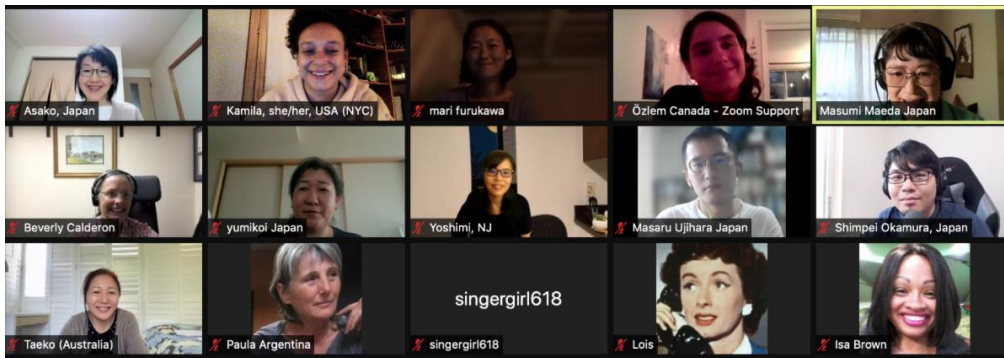 Asako, Japan
Kamila, she/her, USA (NYC)
mari furukawa
Özlem Canada - Zoom Support
Masumi Maeda Japan
Beverly Calderon
yumikoi Japan
Yoshimi, NJ
Masaru Ujihara Japan
Shimpei Okamura, Japan
Taeko (Australia)
Paula Argentina
singergirl618
singergirl618
Lois
Isa Brown